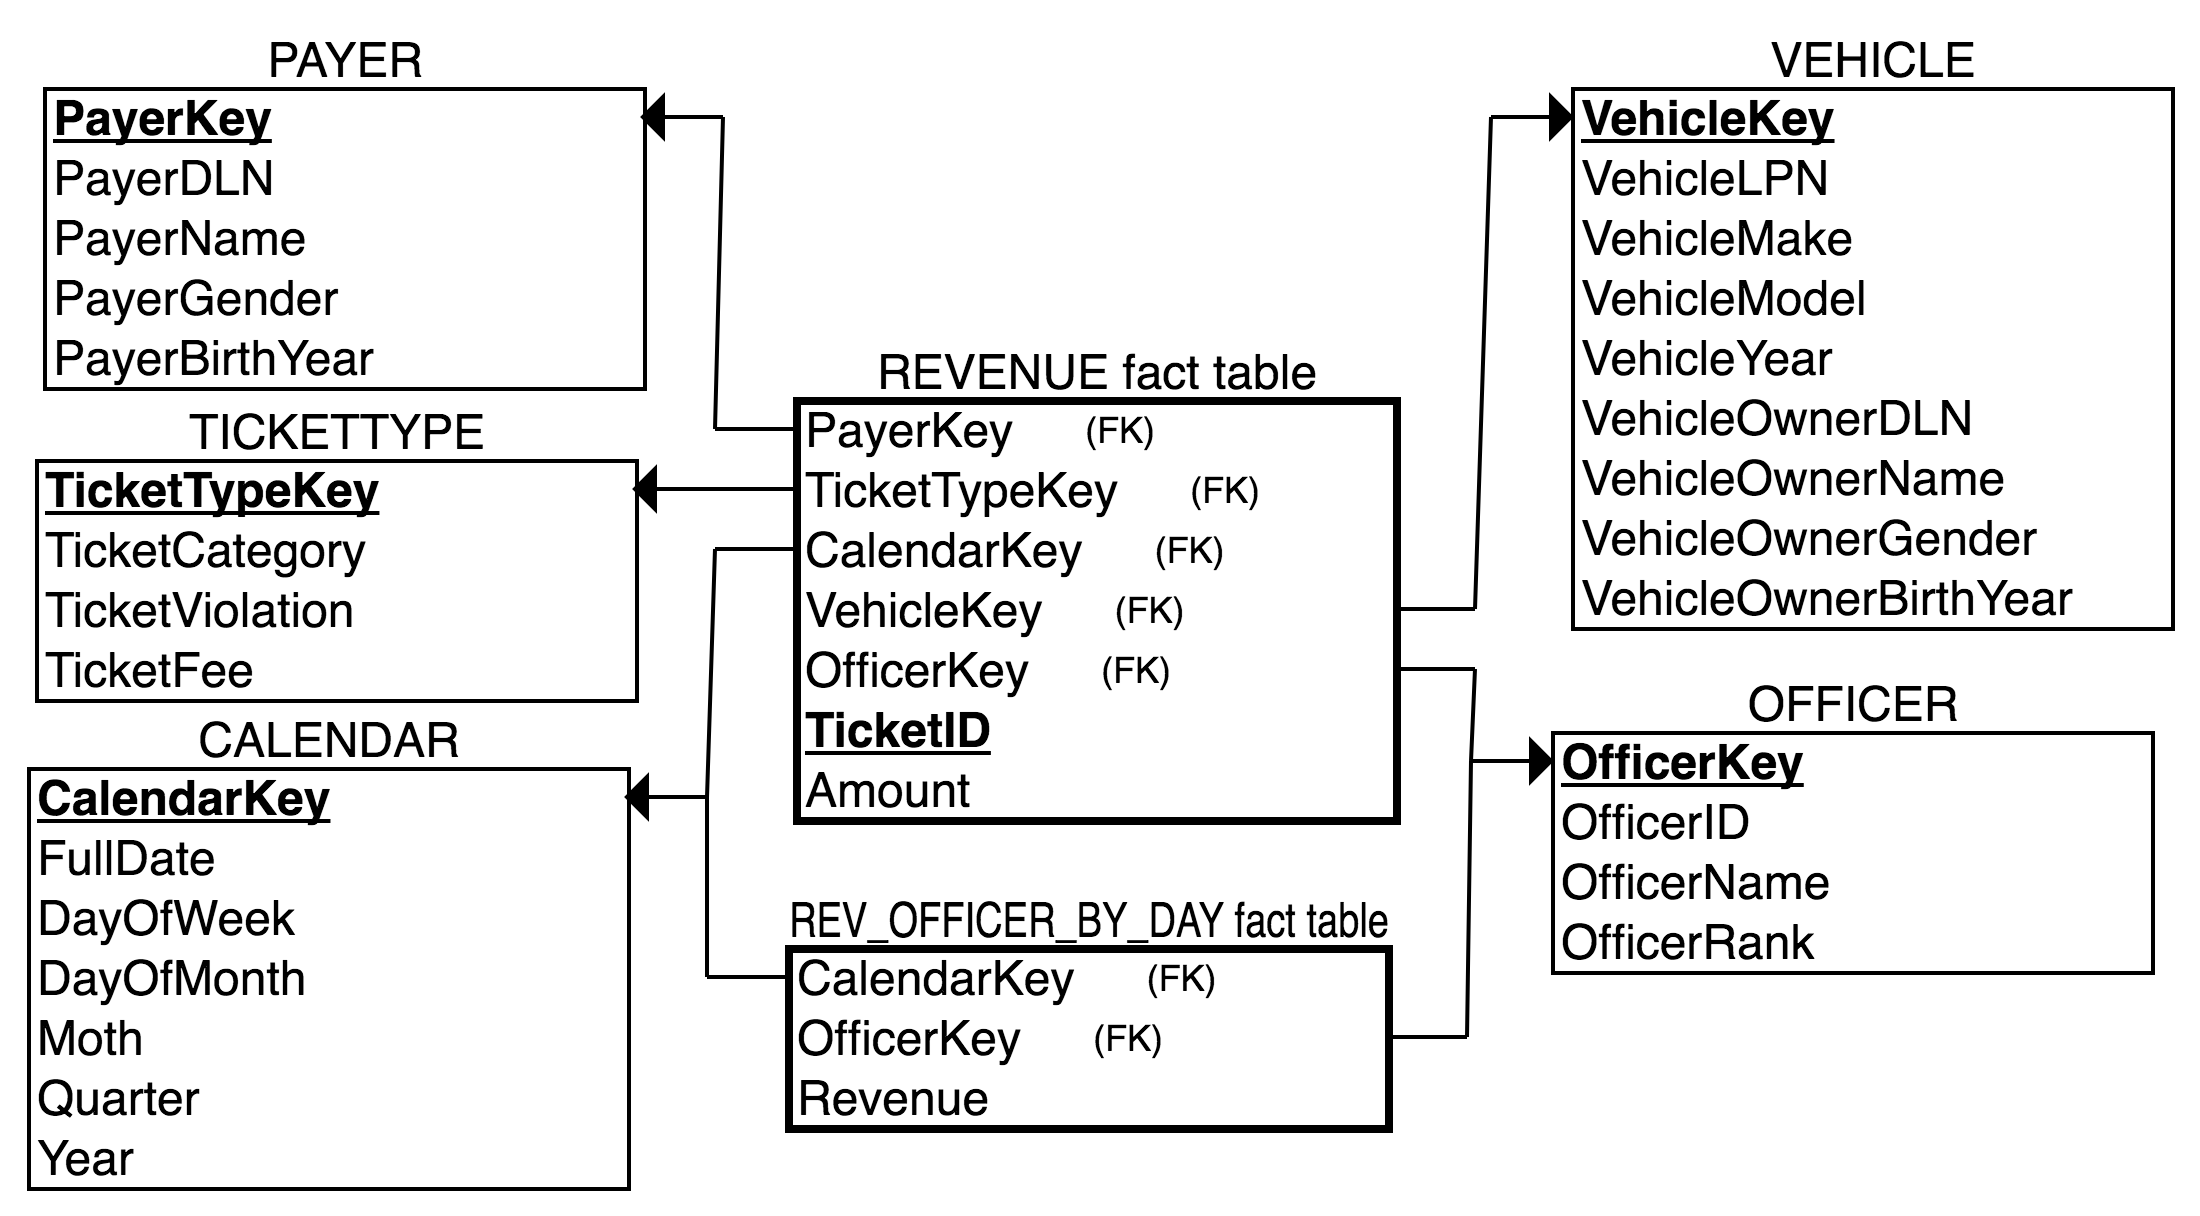 PAYER
PayerKey
PayerDLN
PayerName
PayerGender
PayerBirthYear
TICKETTYPE
TicketTypeKey
TicketCategory
TicketViolation
TicketFee
CALENDAR
CalendarKey
FullDate
DayOfWeek
DayOfMonth
Moth
Quarter
Year
REVENUE fact table
PayerKey (FK)
TicketTypeKey (FK)
CalendarKey (FK)
VehicleKey (FK)
OfficerKey (FK)
TicketID
Amount
REV_OFFICER_BY_DAY fact table
CalendarKey (FK)
OfficerKey (FK)
Revenue
VEHICLE
VehicleKey
VehicleLPN
VehicleMake
VehicleModel
VehicleYear
VehicleOwnerDLN
VehicleOwnerName
VehicleOwnerGender
VehicleOwnerBirthYear
OFFICER
OfficerKey
OfficerID
OfficerName
OfficerRank